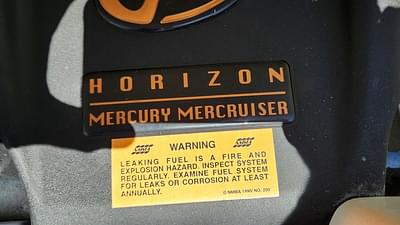 HORIZON
MERCURY MERCRUISER
WARNING
LEAKING FUEL IS A FIRE AND
EXPLOSION HAZARD. INSPECT SYSTEM
REGULARLY. EXAMINE FUEL SYSTEM
FOR LEAKS OR CORROSION AT LEAST
ANNUALLY.